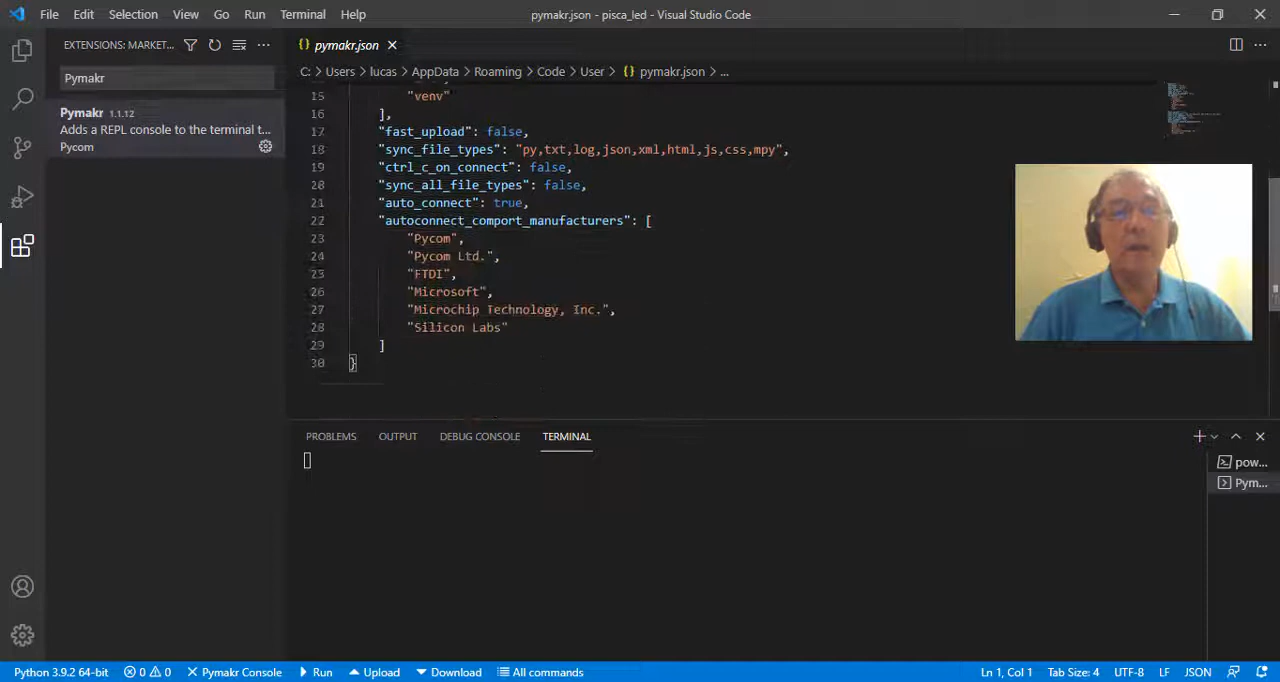 File Edit Selection View Go Run Terminal Help pymakr.json - pisca_led - Visual Studio Code
EXTENSIONS: MARKET...
Pymakr
Pymakr 1.1.12
Adds a REPL console to the terminal t...
Pycom
{} pymakr.json
C: > Users > lucas > AppData > Roaming > Code > User > {} pymakr.json > ...
15 "venv"
16 ],
17 "fast_upload": false,
18 "sync_file_types": "py,txt,log,json,xml,html,js,css,mpy",
19 "ctrl_c_on_connect": false,
20 "sync_all_file_types": false,
21 "auto_connect": true,
22 "autoconnect_comport_manufacturers": [
23 "Pycom",
24 "Pycom Ltd.",
25 "FTDI",
26 "Microsoft",
27 "Microchip Technology, Inc.",
28 "Silicon Labs"
29 ]
30 }
PROBLEMS OUTPUT DEBUG CONSOLE TERMINAL
pow...
Pym...
Python 3.9.2 64-bit 0 0 Pymakr Console Run Upload Download All commands Ln 1, Col 1 Tab Size: 4 UTF-8 LF JSON